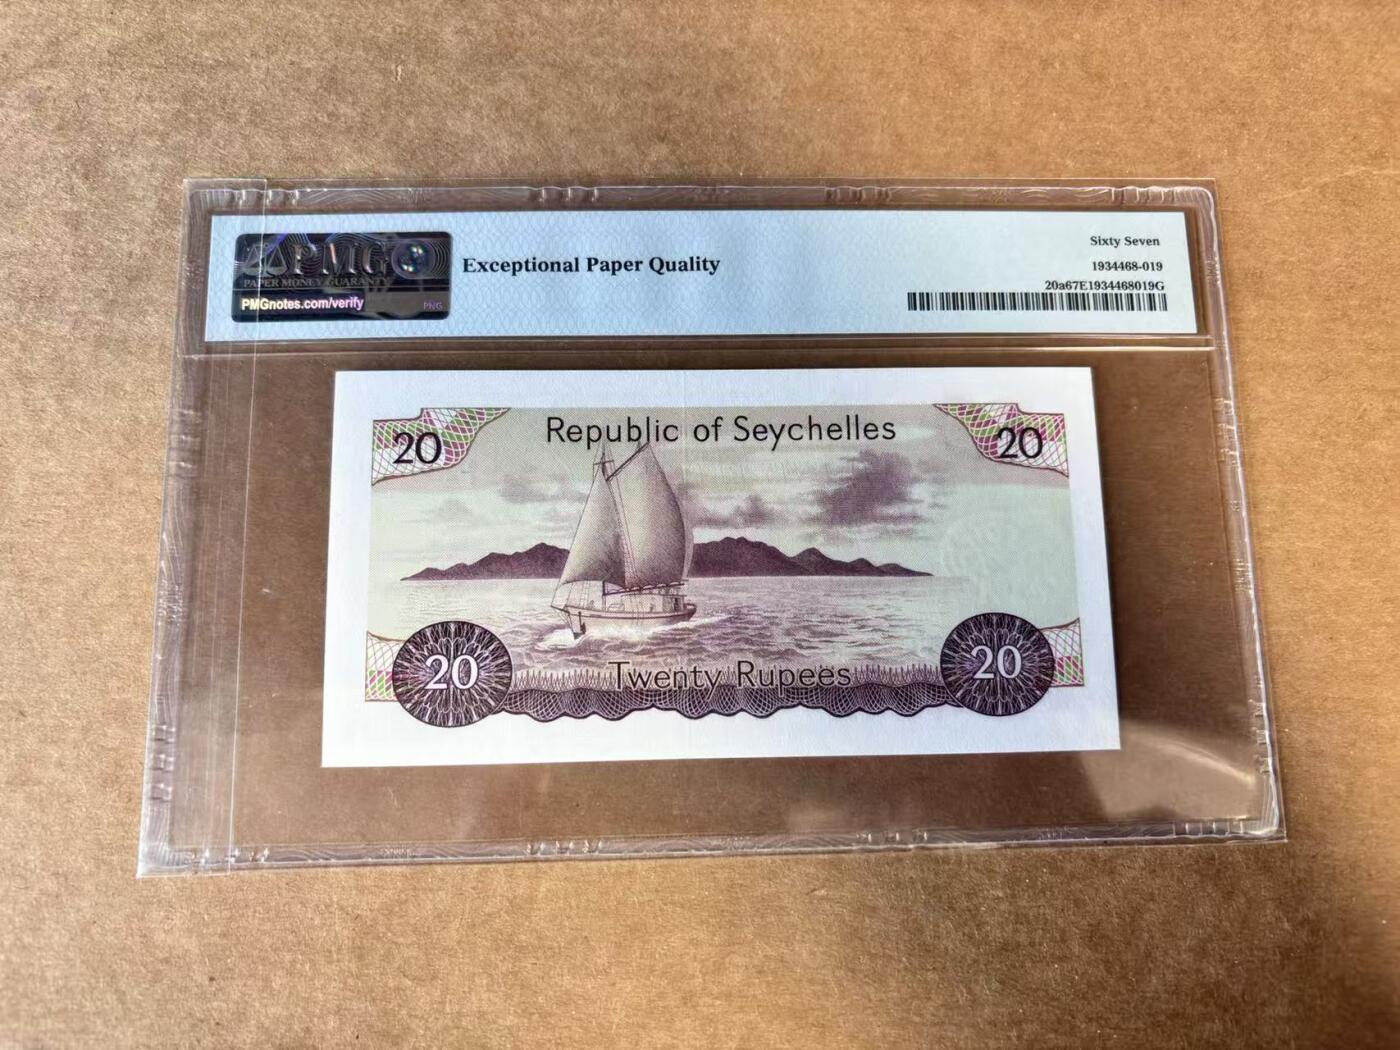 PMG
PAPER MONEY GUARANTY
PMGnotes.com/verify
PNG
Exceptional Paper Quality
Sixty Seven
1934468-019
20a67E1934468019G
20
Republic of Seychelles
20
20
Twenty Rupees
20